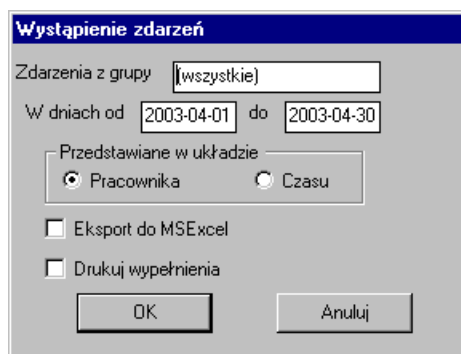 Wystąpienie zdarzeń
Zdarzenia z grupy (wszystkie)
W dniach od 2003-04-01 do 2003-04-30
Przedstawiane w układzie
Pracownika Czasu
Eksport do MSExcel
Drukuj wypełnienia
OK Anuluj